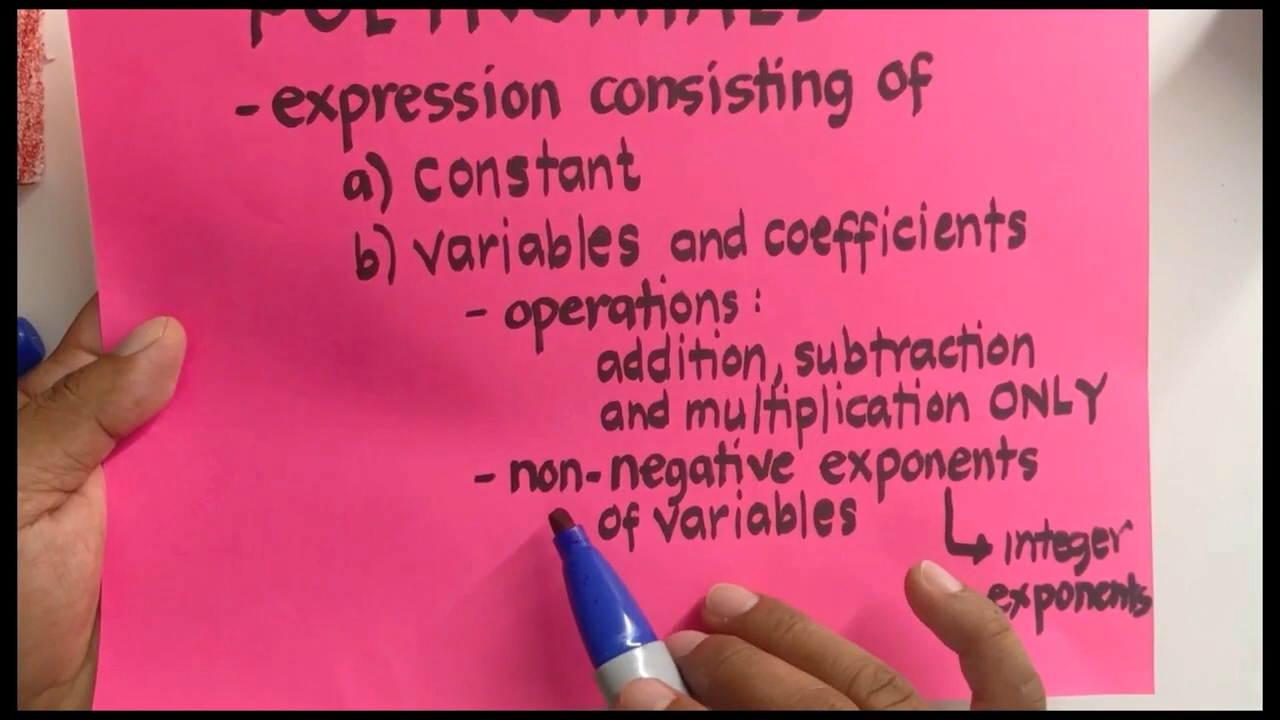 POLYNOMIALS
- expression consisting of
a) constant
b) variables and coefficients
- operations:
addition, subtraction
and multiplication ONLY
- non-negative exponents
of variables
↳ integer
exponents